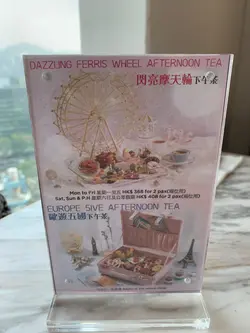 DAZZLING FERRIS WHEEL AFTERNOON TEA
閃亮摩天輪下午茶
Mon to Fri 星期一至五 HK$ 388 for 2 pax(兩位用)
Sat, Sun & P.H 星期六日及公眾假期 HK$ 408 for 2 pax(兩位用)
EUROPE 5IVE AFTERNOON TEA
歐遊五國下午茶